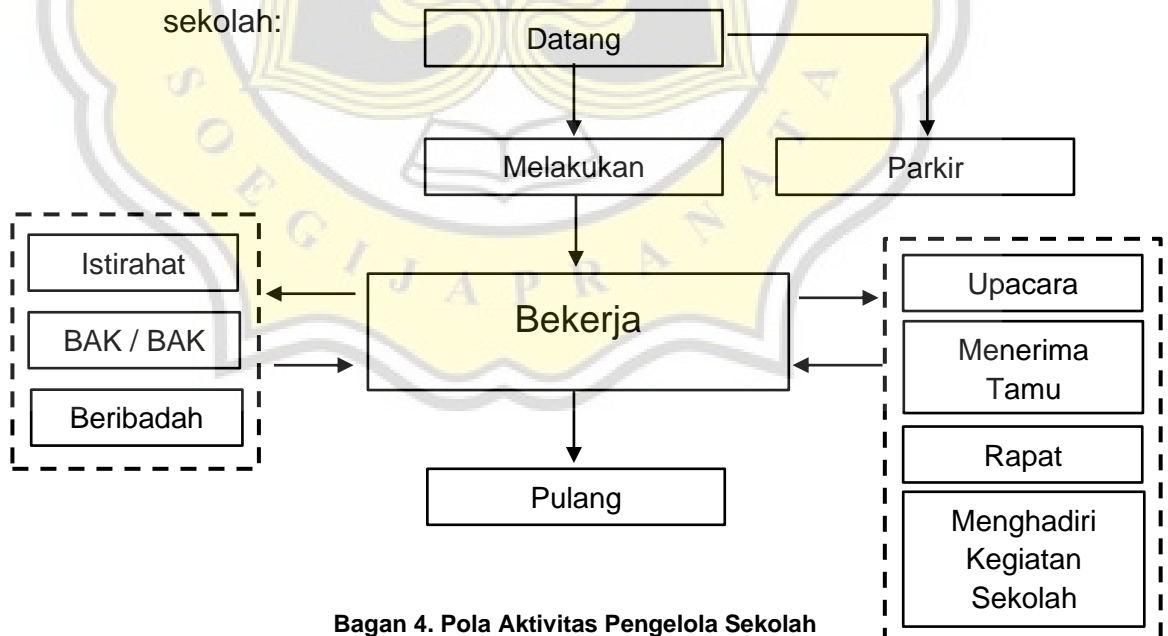 sekolah:
Datang
Melakukan
Parkir
Istirahat
BAK / BAK
Beribadah
Bekerja
Upacara
Menerima
Tamu
Rapat
Menghadiri
Kegiatan
Sekolah
Pulang
SOEGIJAPRANATA
Bagan 4. Pola Aktivitas Pengelola Sekolah